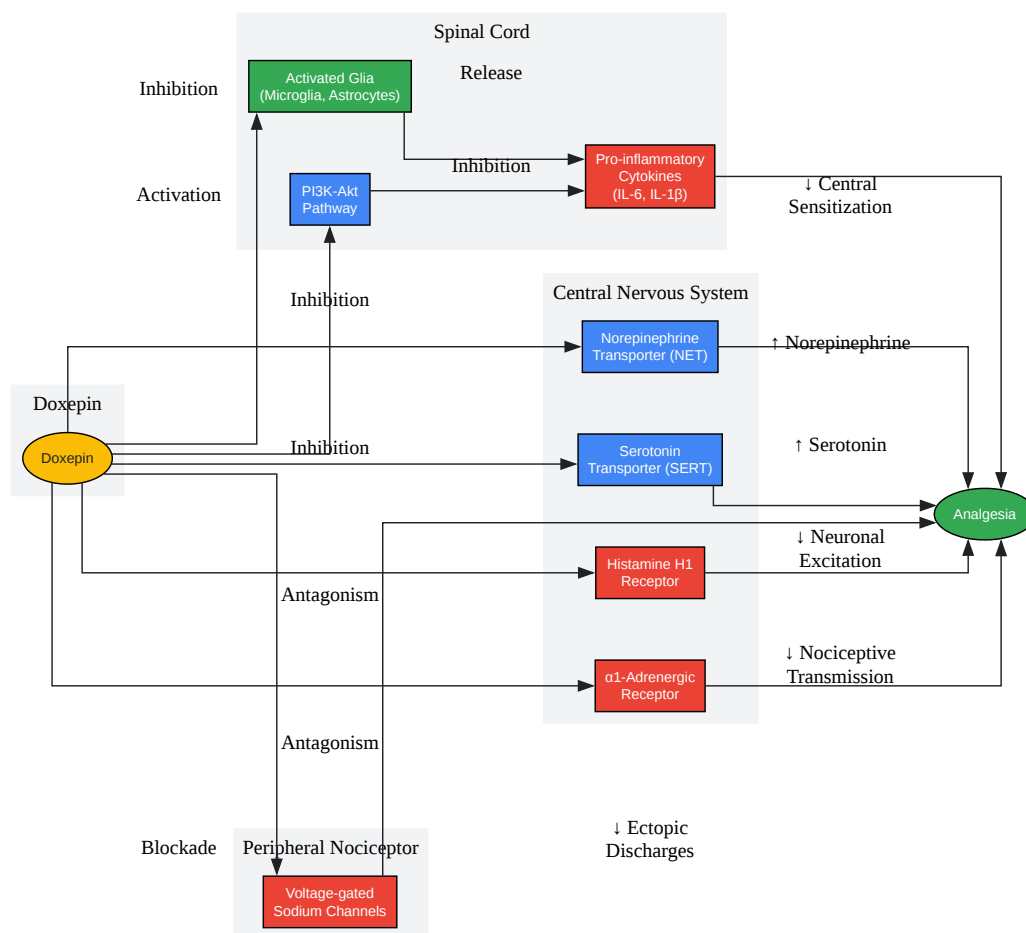 Spinal Cord
Release
Activated Glia
(Microglia, Astrocytes)
Inhibition
Pro-inflammatory
Cytokines
(IL-6, IL-1β)
Inhibition
PI3K-Akt
Pathway
Activation
↓ Central
Sensitization
Inhibition
Central Nervous System
Norepinephrine
Transporter (NET)
↑ Norepinephrine
Doxepin
Doxepin
Inhibition
Serotonin
Transporter (SERT)
↑ Serotonin
Analgesia
↓ Neuronal
Excitation
Histamine H1
Receptor
Antagonism
↓ Nociceptive
Transmission
α1-Adrenergic
Receptor
Antagonism
↓ Ectopic
Discharges
Blockade
Peripheral Nociceptor
Voltage-gated
Sodium Channels